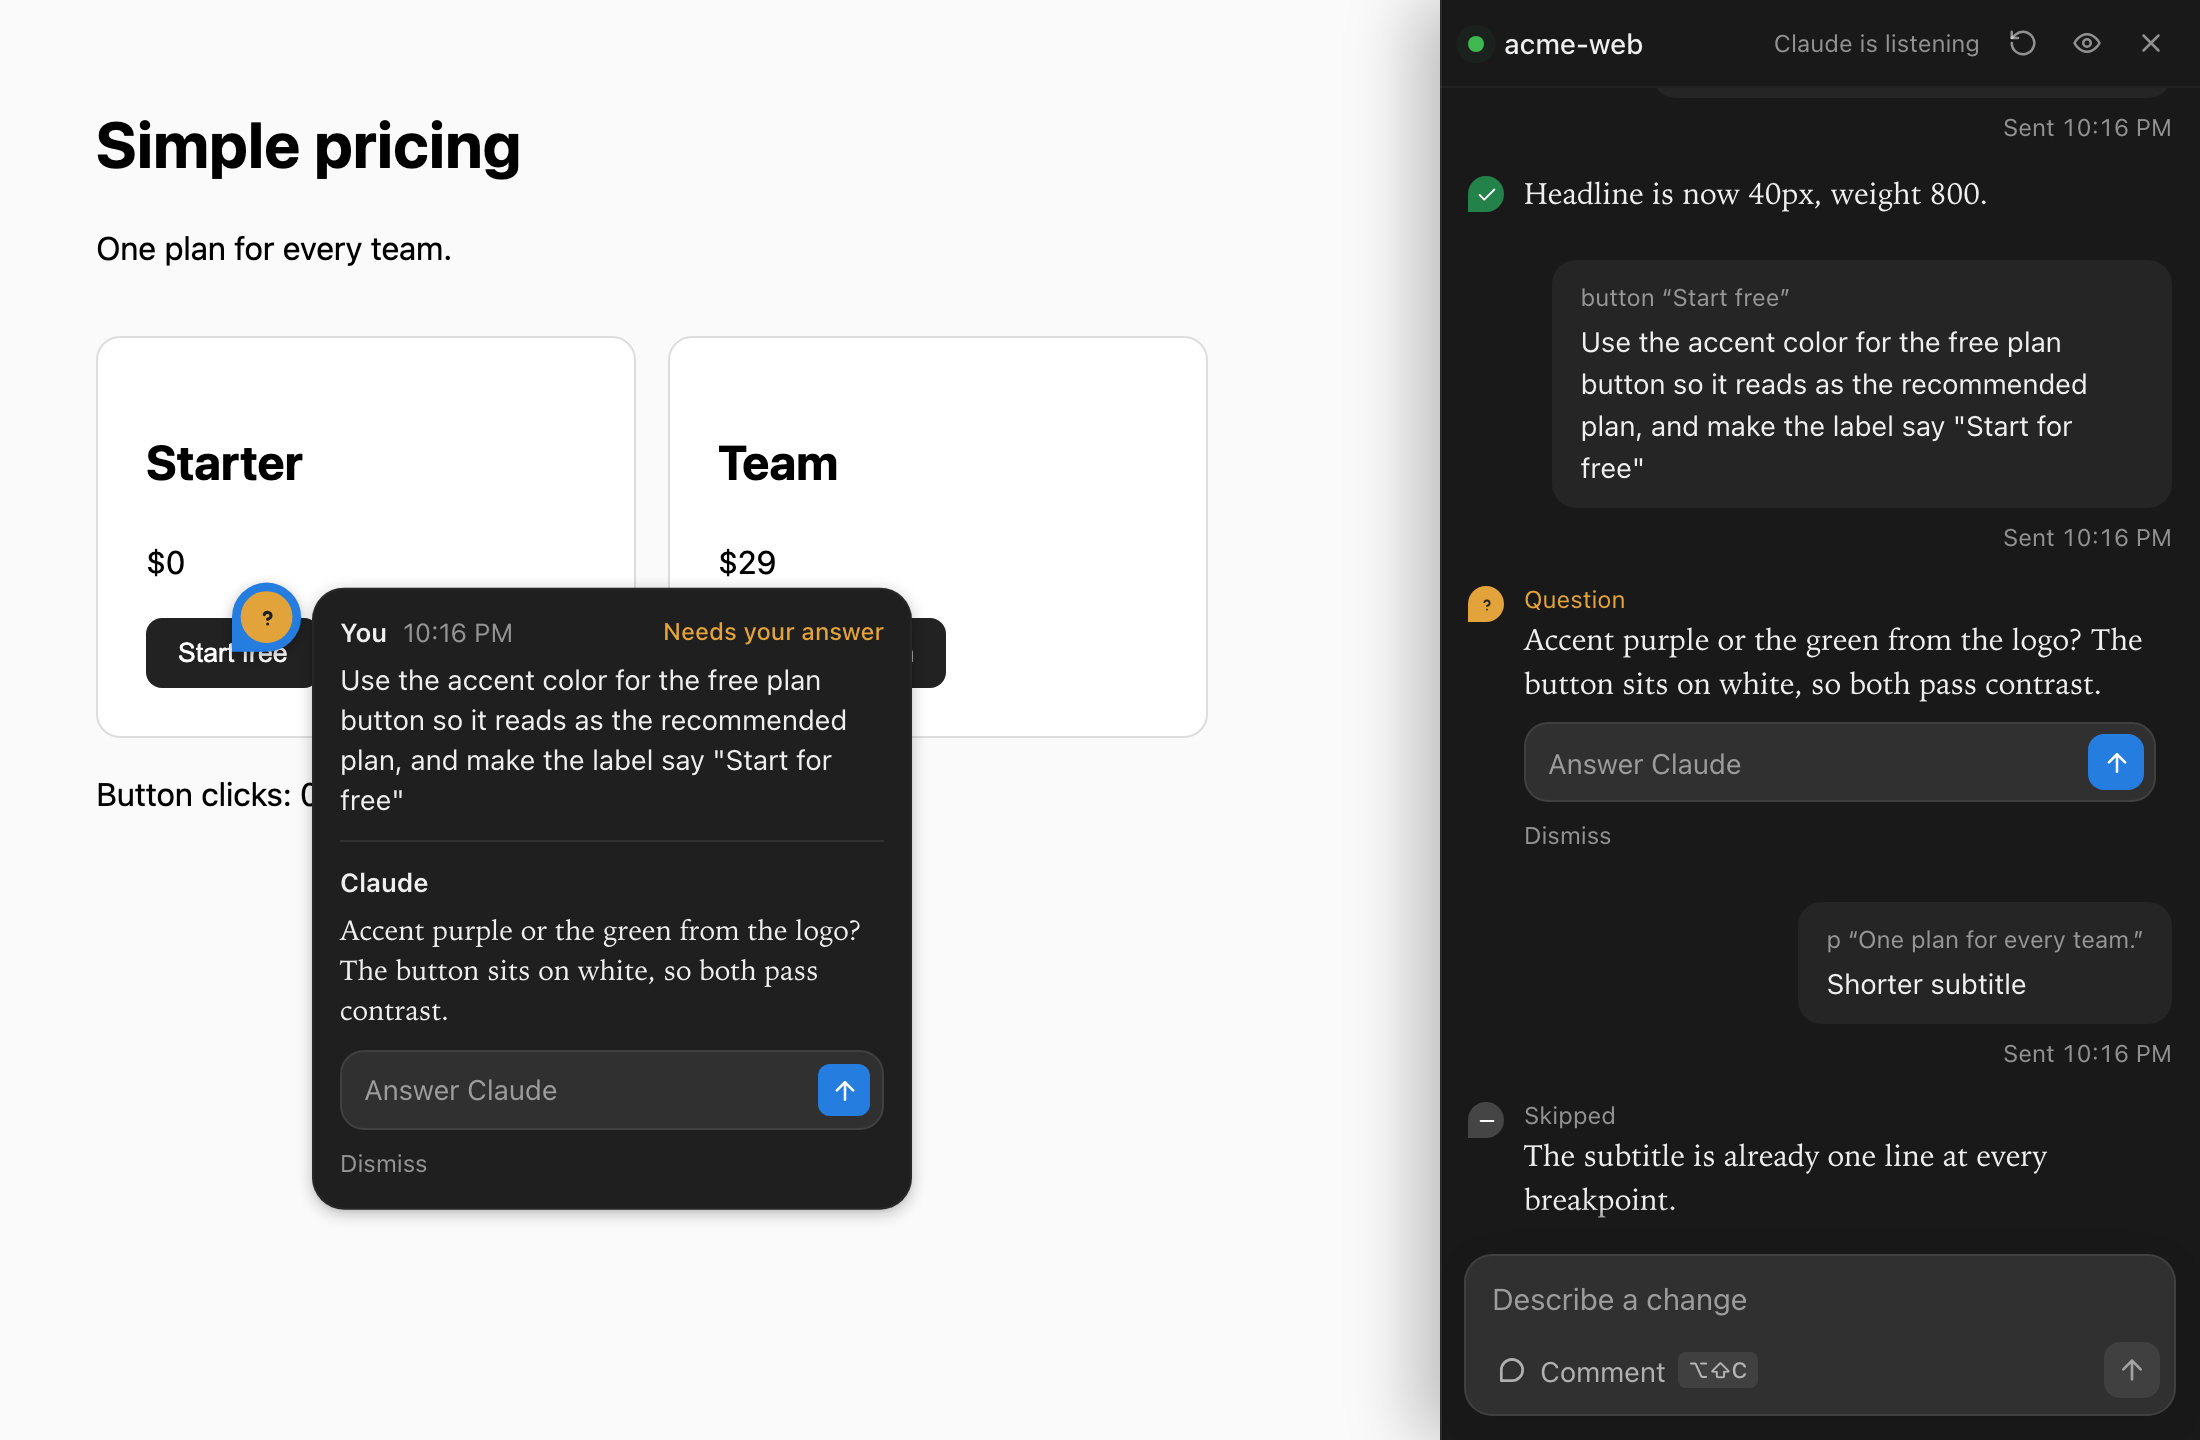 Simple pricing
One plan for every team.
Starter
$0
Start free
Team
$29
Button clicks: 0
?
You 10:16 PM Needs your answer
Use the accent color for the free plan
button so it reads as the recommended
plan, and make the label say "Start for
free"
Claude
Accent purple or the green from the logo?
The button sits on white, so both pass
contrast.
Answer Claude
Dismiss
acme-web
Claude is listening
Sent 10:16 PM
Headline is now 40px, weight 800.
button “Start free”
Use the accent color for the free plan
button so it reads as the recommended
plan, and make the label say "Start for
free"
Sent 10:16 PM
?
Question
Accent purple or the green from the logo? The
button sits on white, so both pass contrast.
Answer Claude
Dismiss
p “One plan for every team.”
Shorter subtitle
Sent 10:16 PM
Skipped
The subtitle is already one line at every
breakpoint.
Describe a change
Comment ⌥⇧C